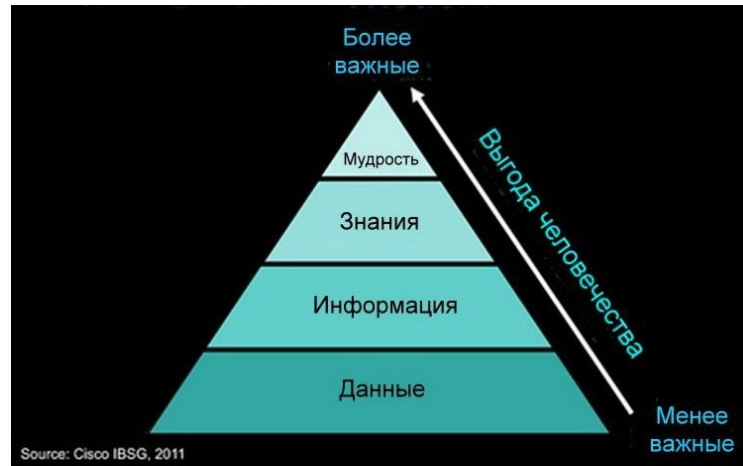 Более
важные
Мудрость
Знания
Информация
Данные
Выгода человечества
Менее
важные
Source: Cisco IBSG, 2011